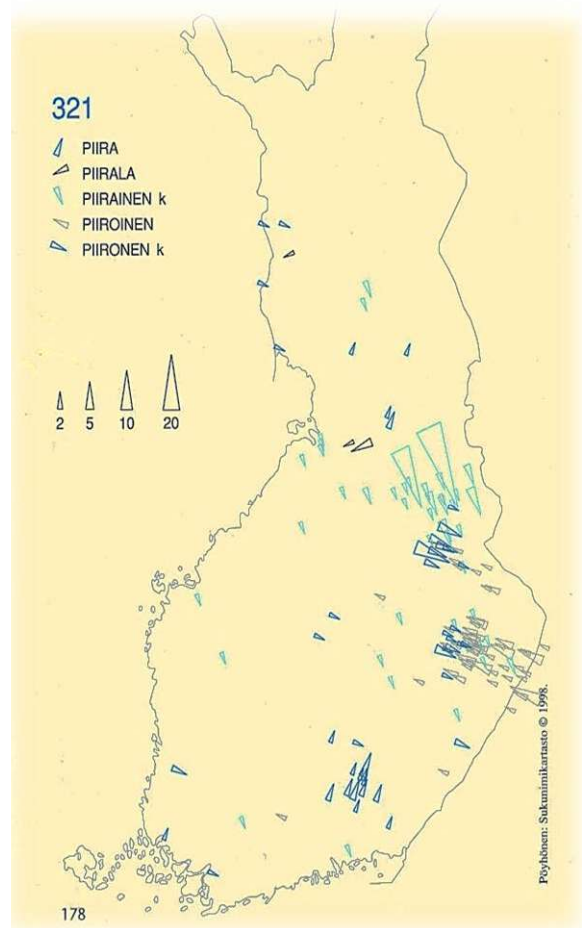 321
PIIRA
PIIRALA
PIIRAINEN k
PIIROINEN
PIIRONEN k
2 5 10 20
Pöyhönen: Sukunimikartasto © 1998.
178